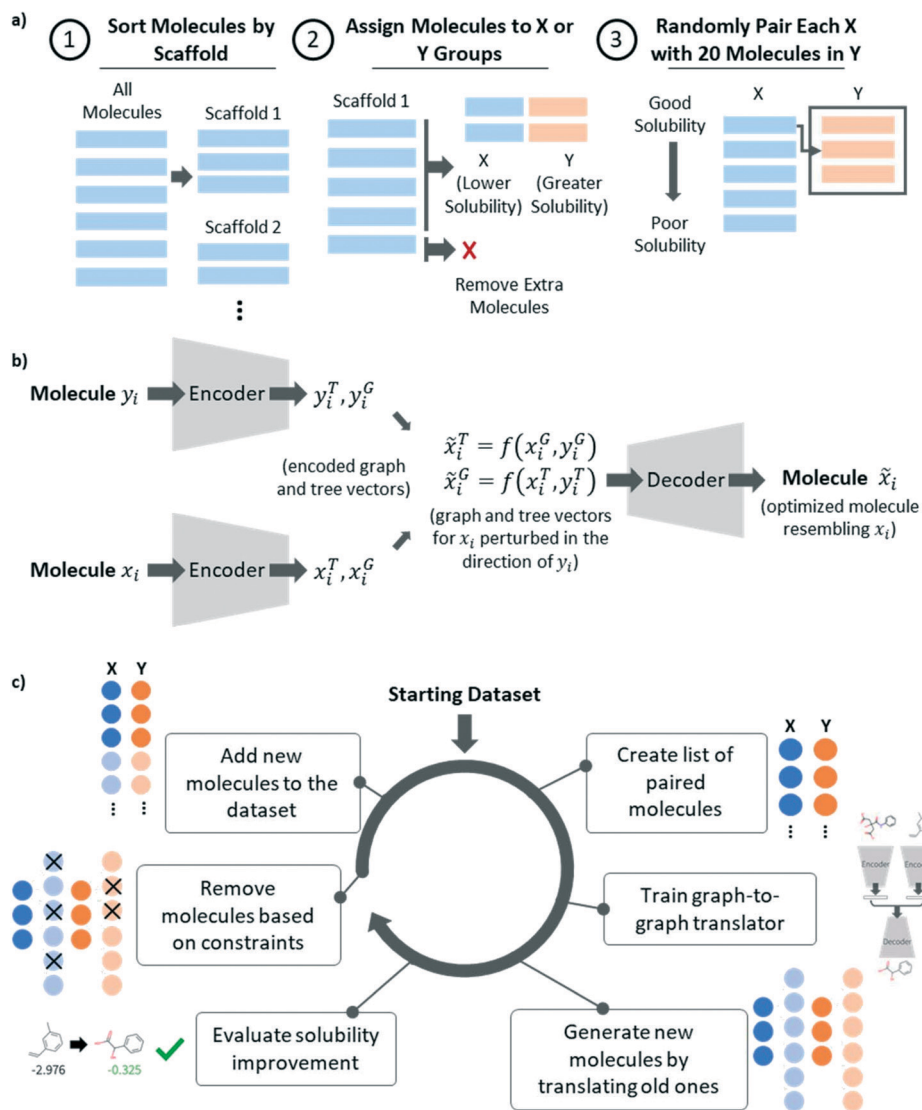 a)
1
Sort Molecules by
Scaffold
All
Molecules
Scaffold 1
Scaffold 2
2
Assign Molecules to X or
Y Groups
Scaffold 1
X
(Lower
Solubility)
Y
(Greater
Solubility)
X
Remove Extra
Molecules
3
Randomly Pair Each X
with 20 Molecules in Y
Good
Solubility
Poor
Solubility
X
Y
b)
Molecule y_i
Encoder
y_i^T, y_i^G
(encoded graph
and tree vectors)
Molecule x_i
Encoder
x_i^T, x_i^G
x̃_i^T = f(x_i^G, y_i^G)
x̃_i^G = f(x_i^T, y_i^T)
(graph and tree vectors
for x_i perturbed in the
direction of y_i)
Decoder
Molecule x̃_i
(optimized molecule
resembling x_i)
c)
X Y
Starting Dataset
Add new
molecules to the
dataset
Create list of
paired
molecules
X Y
Remove
molecules based
on constraints
Train graph-to-
graph translator
Encoder
Decoder
Evaluate solubility
improvement
-2.976
-0.325
Generate new
molecules by
translating old ones